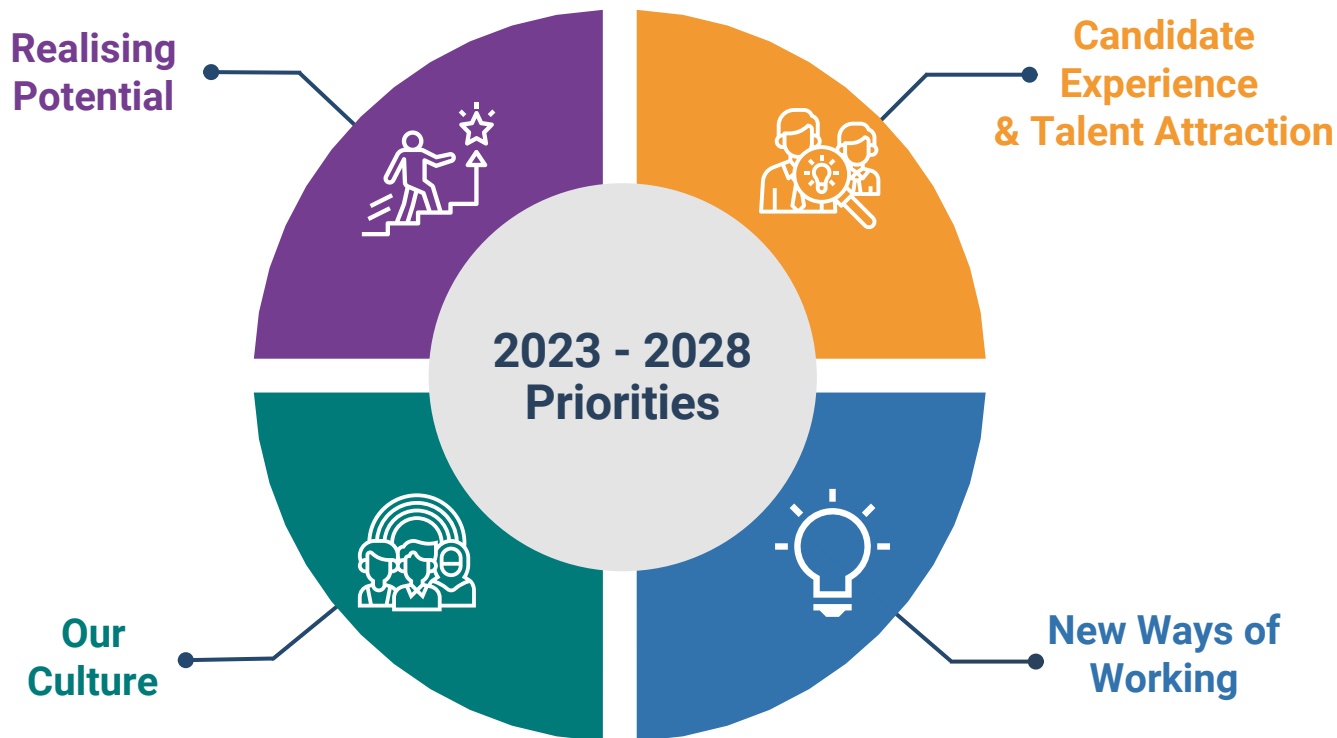 Realising
Potential
Candidate
Experience
& Talent Attraction
2023 - 2028
Priorities
Our
Culture
New Ways of
Working